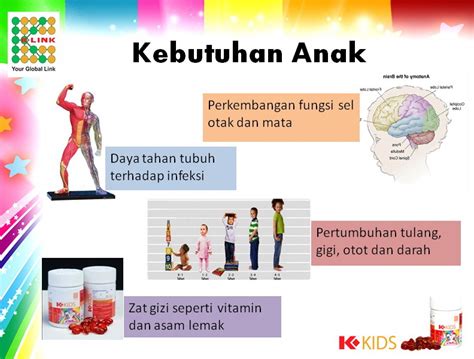 K-LINK
Your Global Link
Kebutuhan Anak
Perkembangan fungsi sel
otak dan mata
Anatomy of the Brain
Daya tahan tubuh
terhadap infeksi
Pertumbuhan tulang,
gigi, otot dan darah
Zat gizi seperti vitamin
dan asam lemak
K KIDS